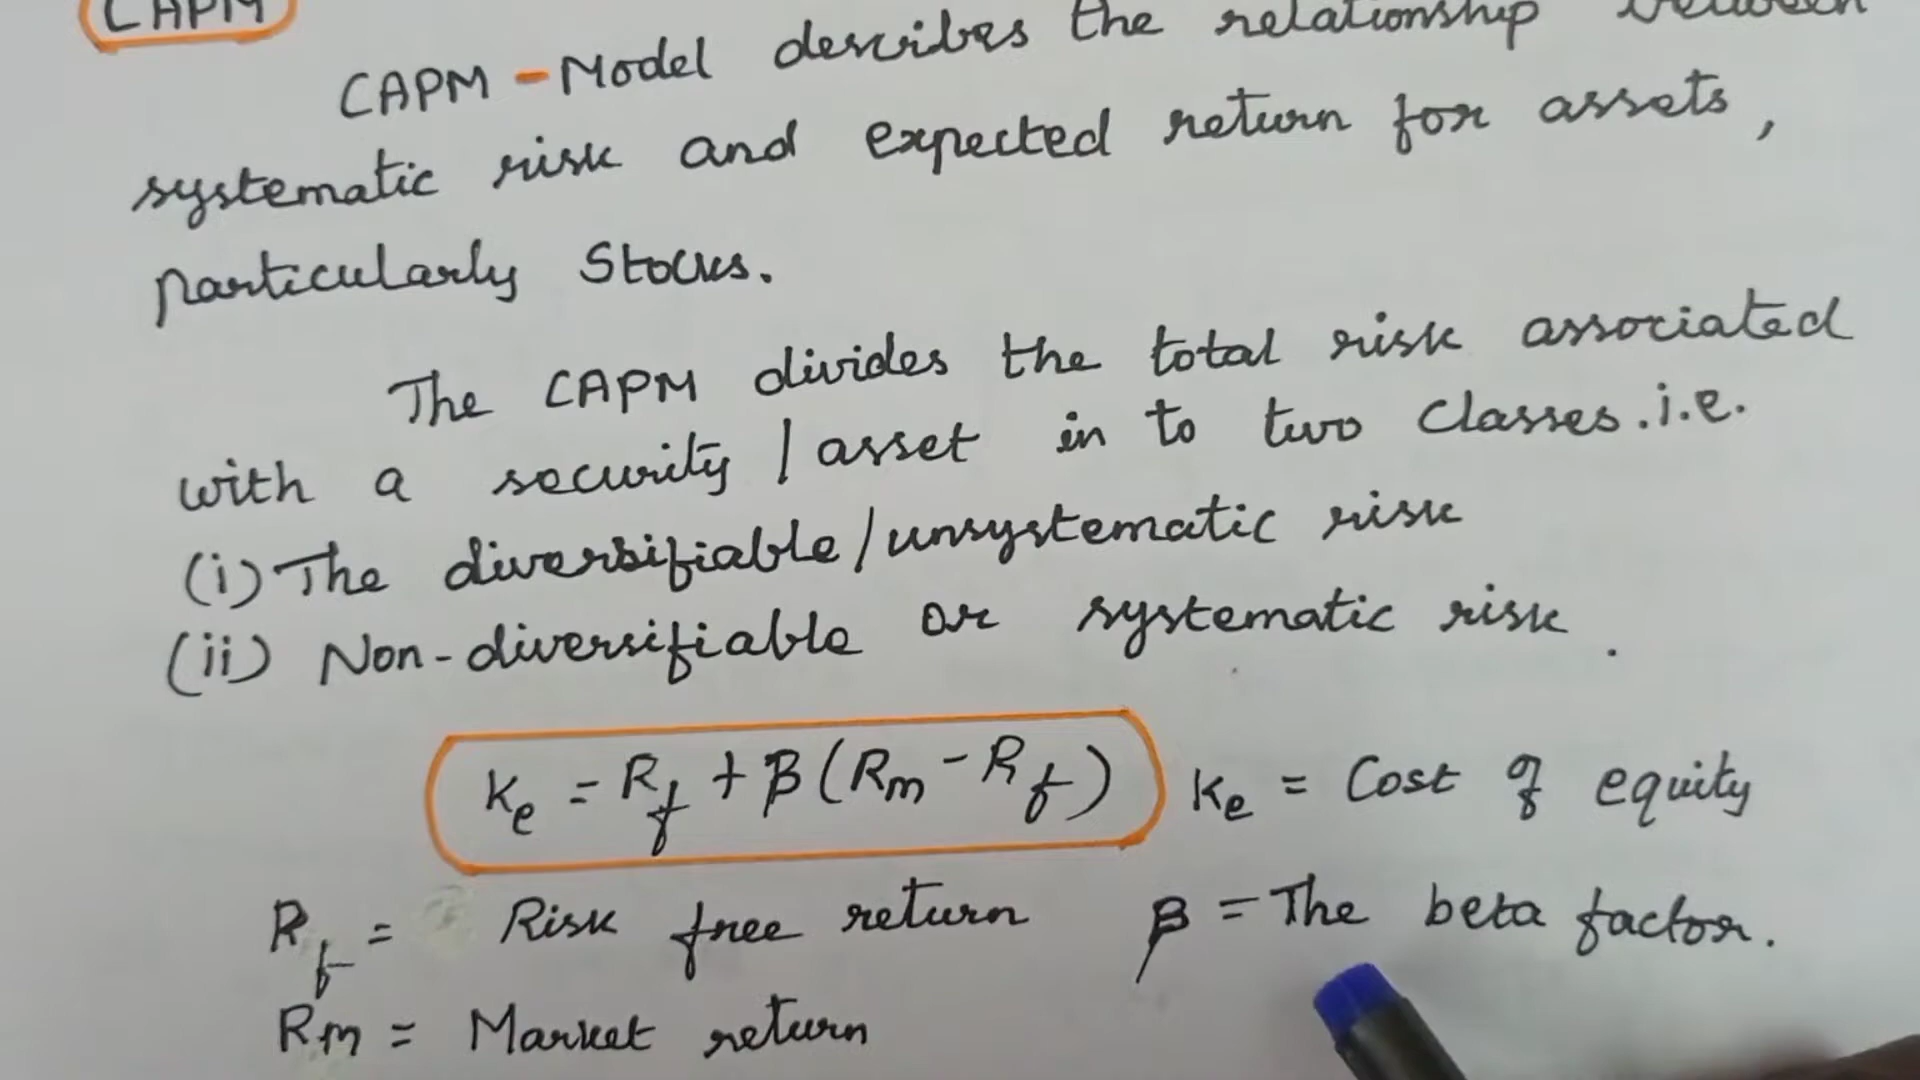 CAPM
CAPM - Model describes the relationship between
systematic risk and expected return for assets,
particularly Stocks.
The CAPM divides the total risk associated
with a security / asset in to two Classes. i.e.
(i) The diversifiable/unsystematic risk
(ii) Non-diversifiable or systematic risk.
Ke = Rf + β (Rm - Rf) Ke = Cost of equity
Rf = Risk free return β = The beta factor.
Rm = Market return